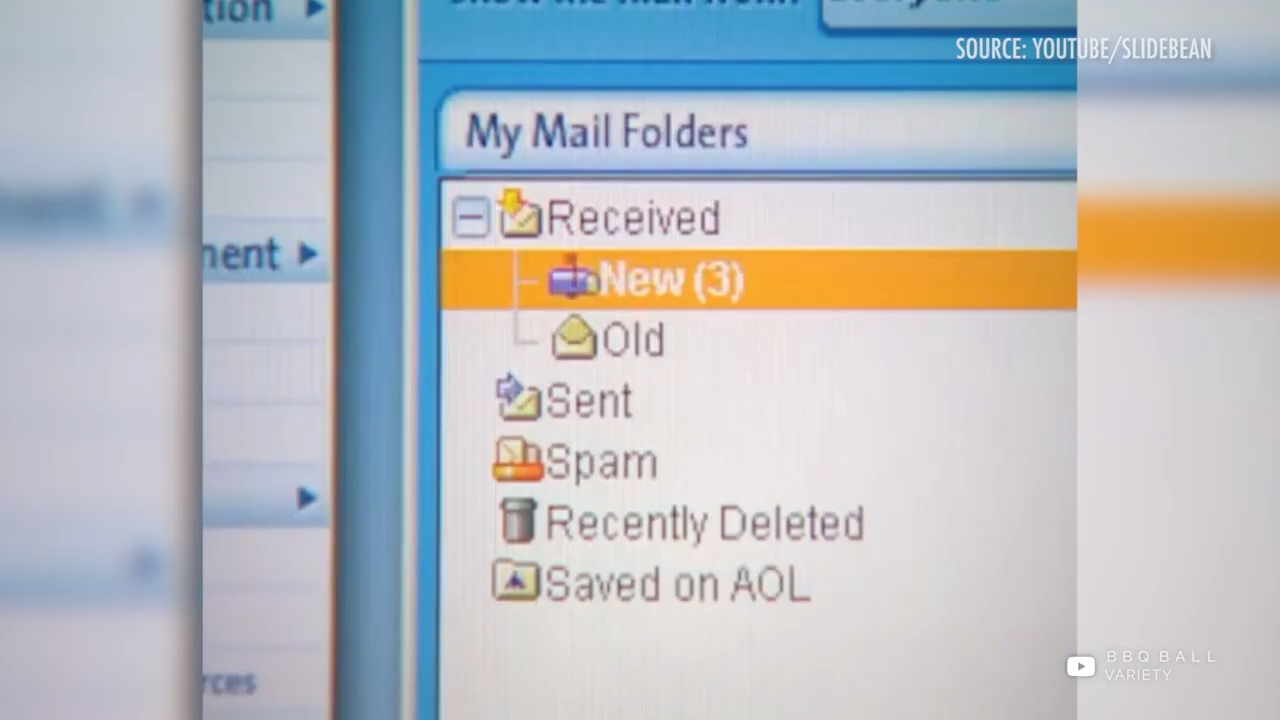 SOURCE: YOUTUBE/SLIDEBEAN
My Mail Folders
Received
New (3)
Old
Sent
Spam
Recently Deleted
Saved on AOL
BBQ BALL
VARIETY